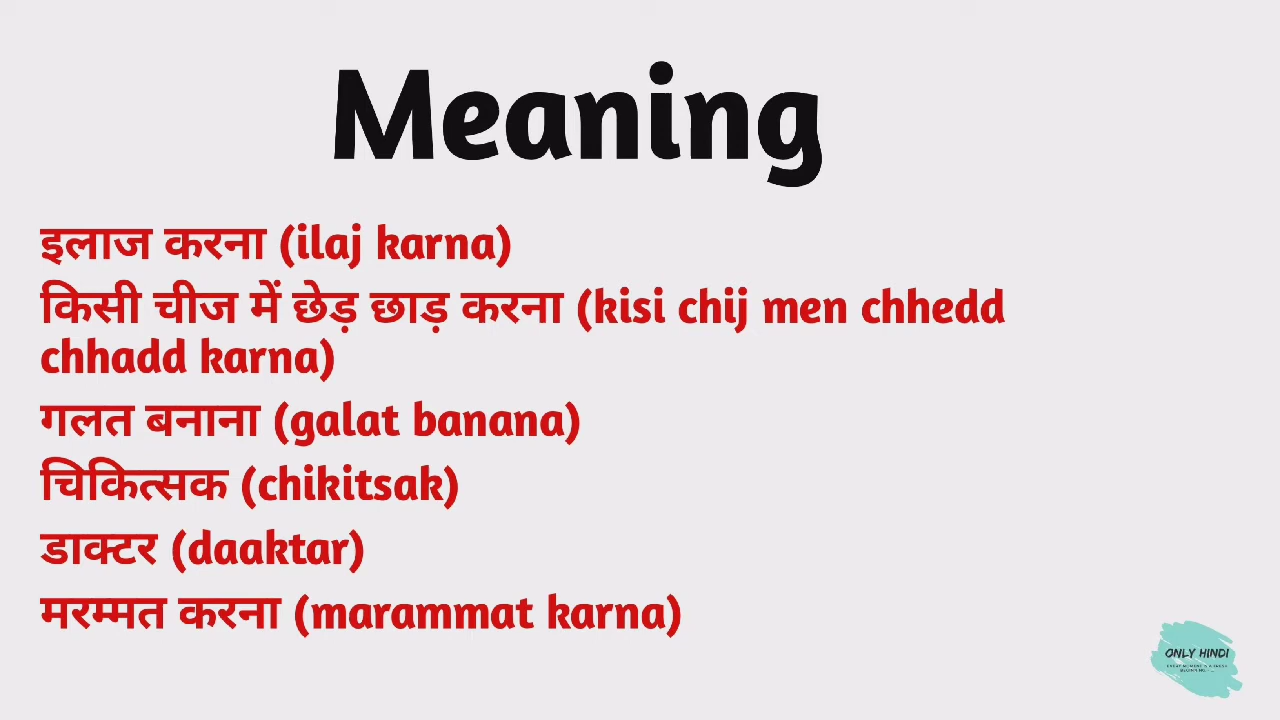 Meaning
इलाज करना (ilaj karna)
किसी चीज में छेड़ छाड़ करना (kisi chij men chhedd
chhadd karna)
गलत बनाना (galat banana)
चिकित्सक (chikitsak)
डाक्टर (daaktar)
मरम्मत करना (marammat karna)
ONLY HINDI
BEGINNING